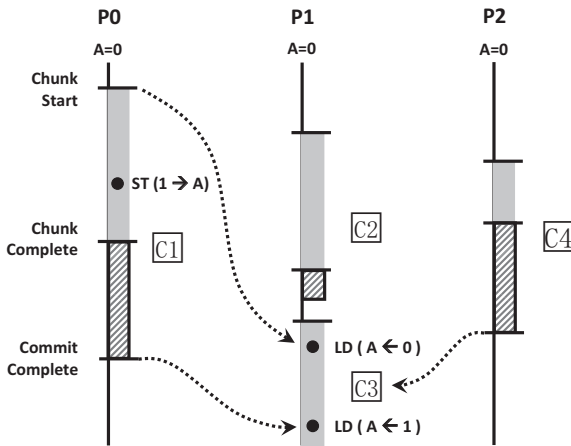 P0
P1
P2
A=0
A=0
A=0
Chunk
Start
ST (1 → A)
Chunk
Complete
C1
C2
C4
Commit
Complete
LD ( A ← 0 )
C3
LD ( A ← 1 )